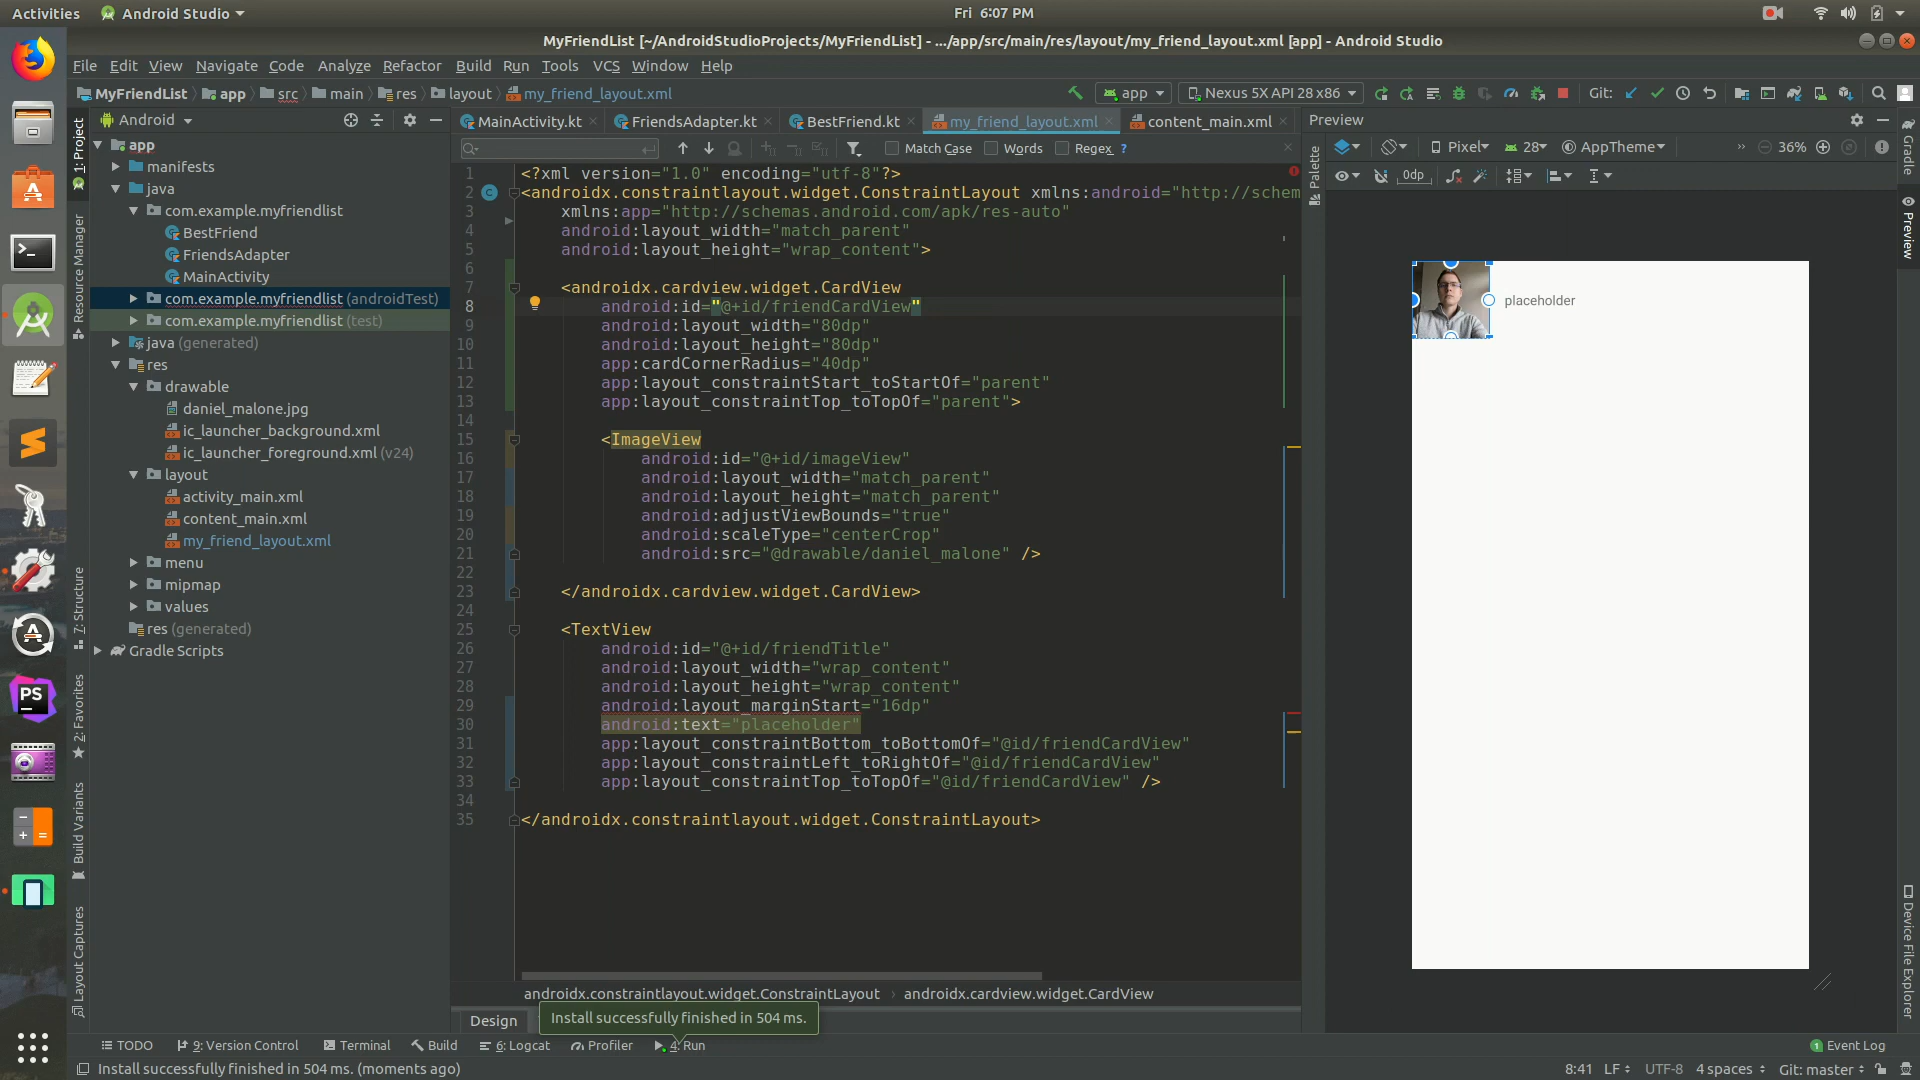 Activities
Android Studio
Fri 6:07 PM
MyFriendList [~/AndroidStudioProjects/MyFriendList] - .../app/src/main/res/layout/my_friend_layout.xml [app] - Android Studio
File Edit View Navigate Code Analyze Refactor Build Run Tools VCS Window Help
MyFriendList app src main res layout my_friend_layout.xml
app Nexus 5X API 28 x86 Git:
Android
MainActivity.kt FriendsAdapter.kt BestFriend.kt my_friend_layout.xml content_main.xml
Preview
Match Case Words Regex ?
Pixel 28 AppTheme 36%
0dp
1: Project
Resource Manager
7: Structure
2: Favorites
Build Variants
Layout Captures
app
manifests
java
com.example.myfriendlist
BestFriend
FriendsAdapter
MainActivity
com.example.myfriendlist (androidTest)
com.example.myfriendlist (test)
java (generated)
res
drawable
daniel_malone.jpg
ic_launcher_background.xml
ic_launcher_foreground.xml (v24)
layout
activity_main.xml
content_main.xml
my_friend_layout.xml
menu
mipmap
values
res (generated)
Gradle Scripts
1 <?xml version="1.0" encoding="utf-8"?>
2 <androidx.constraintlayout.widget.ConstraintLayout xmlns:android="http://schem
3 xmlns:app="http://schemas.android.com/apk/res-auto"
4 android:layout_width="match_parent"
5 android:layout_height="wrap_content">
6
7 <androidx.cardview.widget.CardView
8 android:id="@+id/friendCardView"
9 android:layout_width="80dp"
10 android:layout_height="80dp"
11 app:cardCornerRadius="40dp"
12 app:layout_constraintStart_toStartOf="parent"
13 app:layout_constraintTop_toTopOf="parent">
14
15 <ImageView
16 android:id="@+id/imageView"
17 android:layout_width="match_parent"
18 android:layout_height="match_parent"
19 android:adjustViewBounds="true"
20 android:scaleType="centerCrop"
21 android:src="@drawable/daniel_malone" />
22
23 </androidx.cardview.widget.CardView>
24
25 <TextView
26 android:id="@+id/friendTitle"
27 android:layout_width="wrap_content"
28 android:layout_height="wrap_content"
29 android:layout_marginStart="16dp"
30 android:text="placeholder"
31 app:layout_constraintBottom_toBottomOf="@id/friendCardView"
32 app:layout_constraintLeft_toRightOf="@id/friendCardView"
33 app:layout_constraintTop_toTopOf="@id/friendCardView" />
34
35 </androidx.constraintlayout.widget.ConstraintLayout>
Palette
placeholder
Gradle
Preview
Device File Explorer
PS
androidx.constraintlayout.widget.ConstraintLayout › androidx.cardview.widget.CardView
Design
Install successfully finished in 504 ms.
TODO 9: Version Control Terminal Build 6: Logcat Profiler 4: Run
1 Event Log
Install successfully finished in 504 ms. (moments ago)
8:41 LF UTF-8 4 spaces Git: master